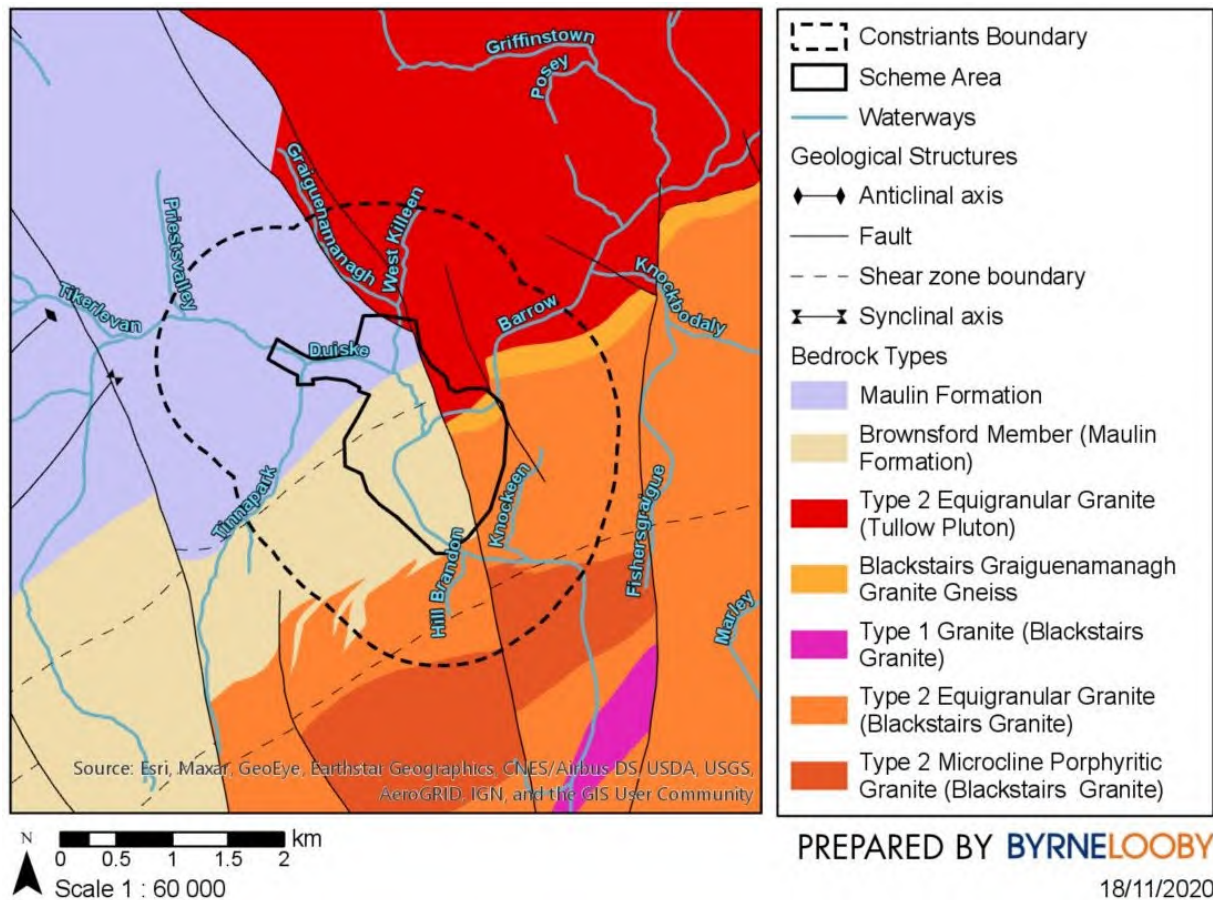 Griffinstown
Posey
Graiguenamanagh
West Killeen
Priestsvalley
Tikerlevan
Barrow
Knockbodaly
Duiske
Tinnapark
Knockeen
Fishersgraigue
Hill Brandon
Marley
Source: Esri, Maxar, GeoEye, Earthstar Geographics, CNES/Airbus DS, USDA, USGS,
AeroGRID, IGN, and the GIS User Community
N
0 0.5 1 2 km
Scale 1 : 60 000
Constriants Boundary
Scheme Area
Waterways
Geological Structures
Anticlinal axis
Fault
Shear zone boundary
Synclinal axis
Bedrock Types
Maulin Formation
Brownsford Member (Maulin
Formation)
Type 2 Equigranular Granite
(Tullow Pluton)
Blackstairs Graiguenamanagh
Granite Gneiss
Type 1 Granite (Blackstairs
Granite)
Type 2 Equigranular Granite
(Blackstairs Granite)
Type 2 Microcline Porphyritic
Granite (Blackstairs Granite)
PREPARED BY BYRNELOOBY
18/11/2020